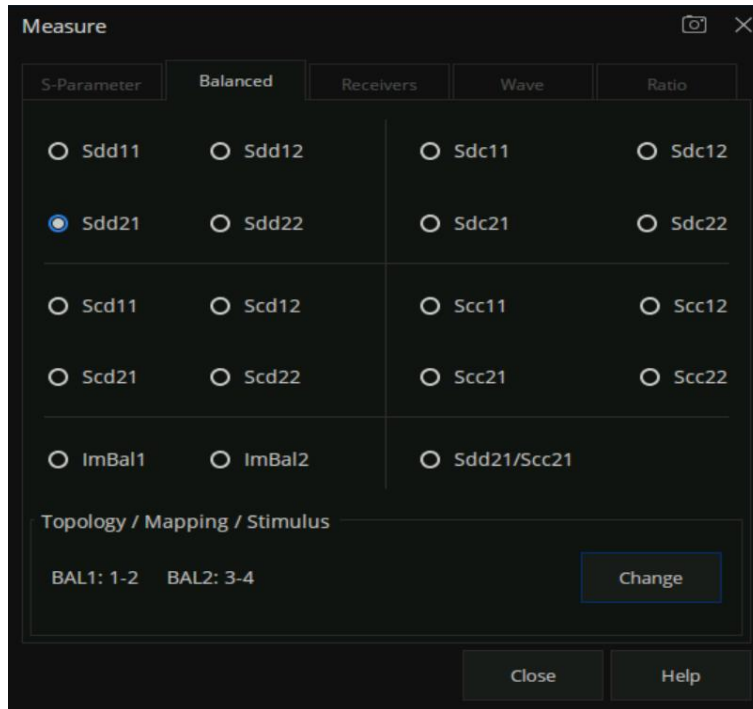 Measure
S-Parameter Balanced Receivers Wave Ratio
Sdd11 Sdd12 Sdc11 Sdc12
Sdd21 Sdd22 Sdc21 Sdc22
Scd11 Scd12 Scc11 Scc12
Scd21 Scd22 Scc21 Scc22
ImBal1 ImBal2 Sdd21/Scc21
Topology / Mapping / Stimulus
BAL1: 1-2 BAL2: 3-4 Change
Close Help